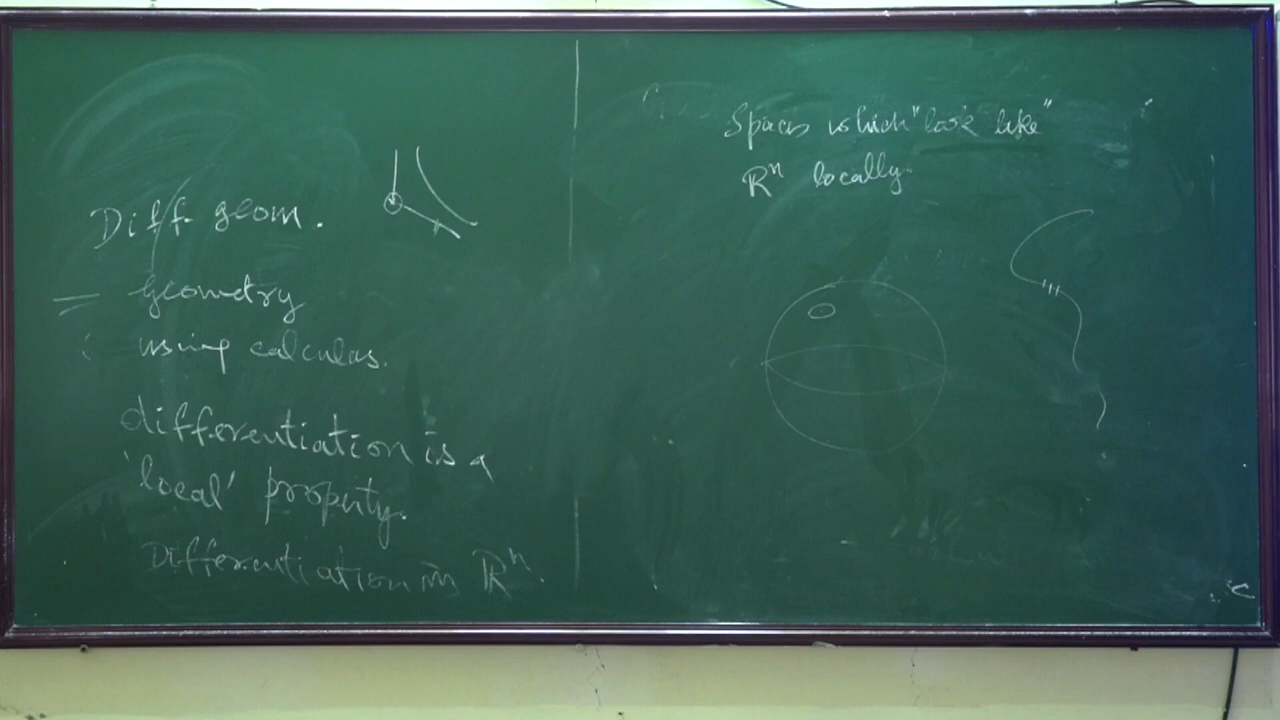 Diff. geom.
geometry
using calculus.
differentiation is a
'local' property.
Differentiation in Rⁿ.
Spaces which "look like"
Rⁿ locally.